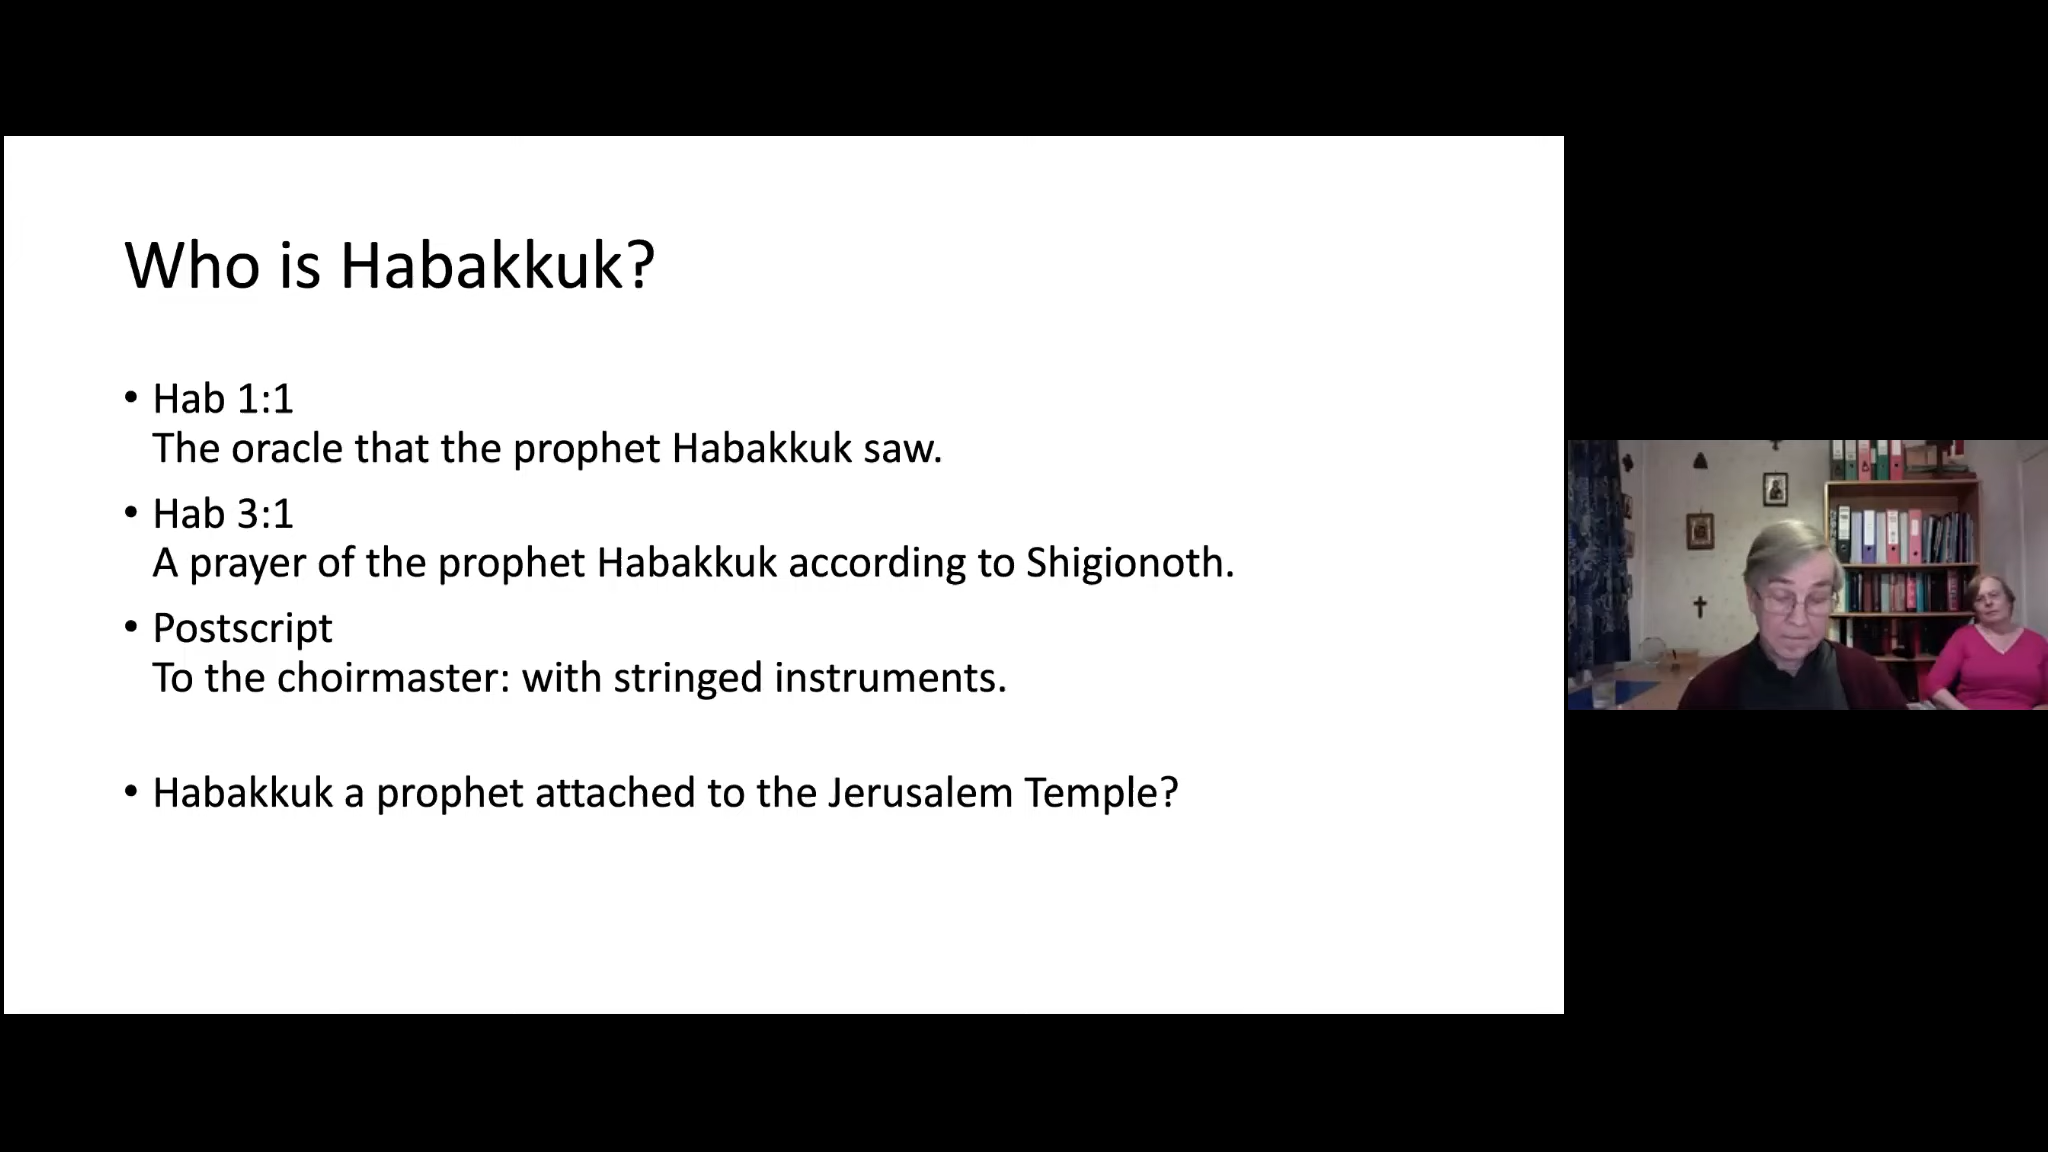 Who is Habakkuk?
• Hab 1:1
The oracle that the prophet Habakkuk saw.
• Hab 3:1
A prayer of the prophet Habakkuk according to Shigionoth.
• Postscript
To the choirmaster: with stringed instruments.
• Habakkuk a prophet attached to the Jerusalem Temple?